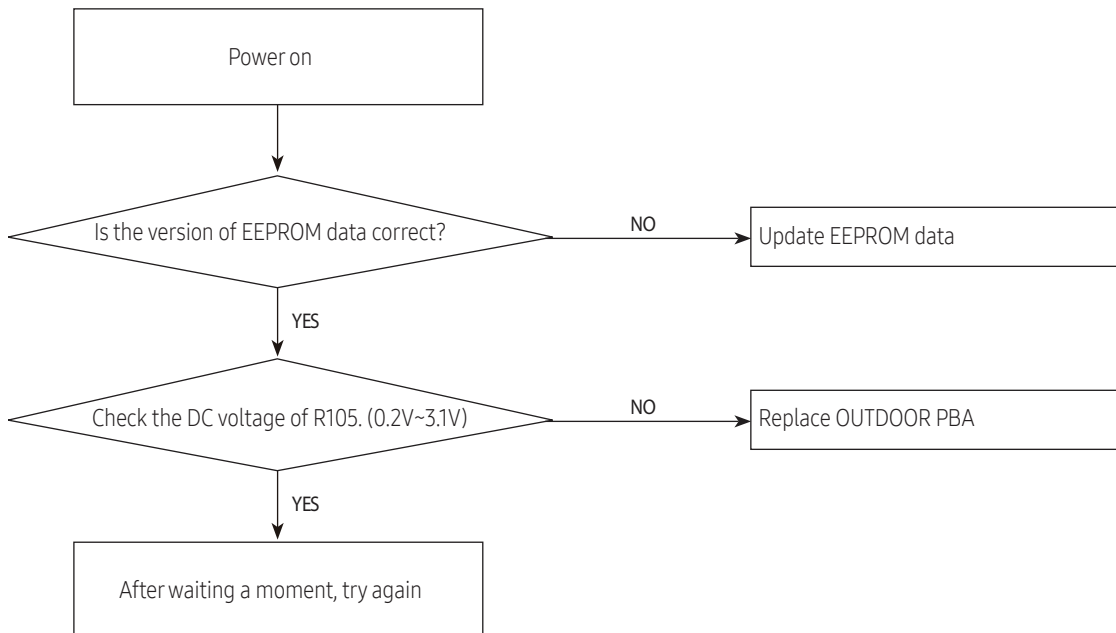 Power on
Is the version of EEPROM data correct?
NO
Update EEPROM data
YES
Check the DC voltage of R105. (0.2V~3.1V)
NO
Replace OUTDOOR PBA
YES
After waiting a moment, try again